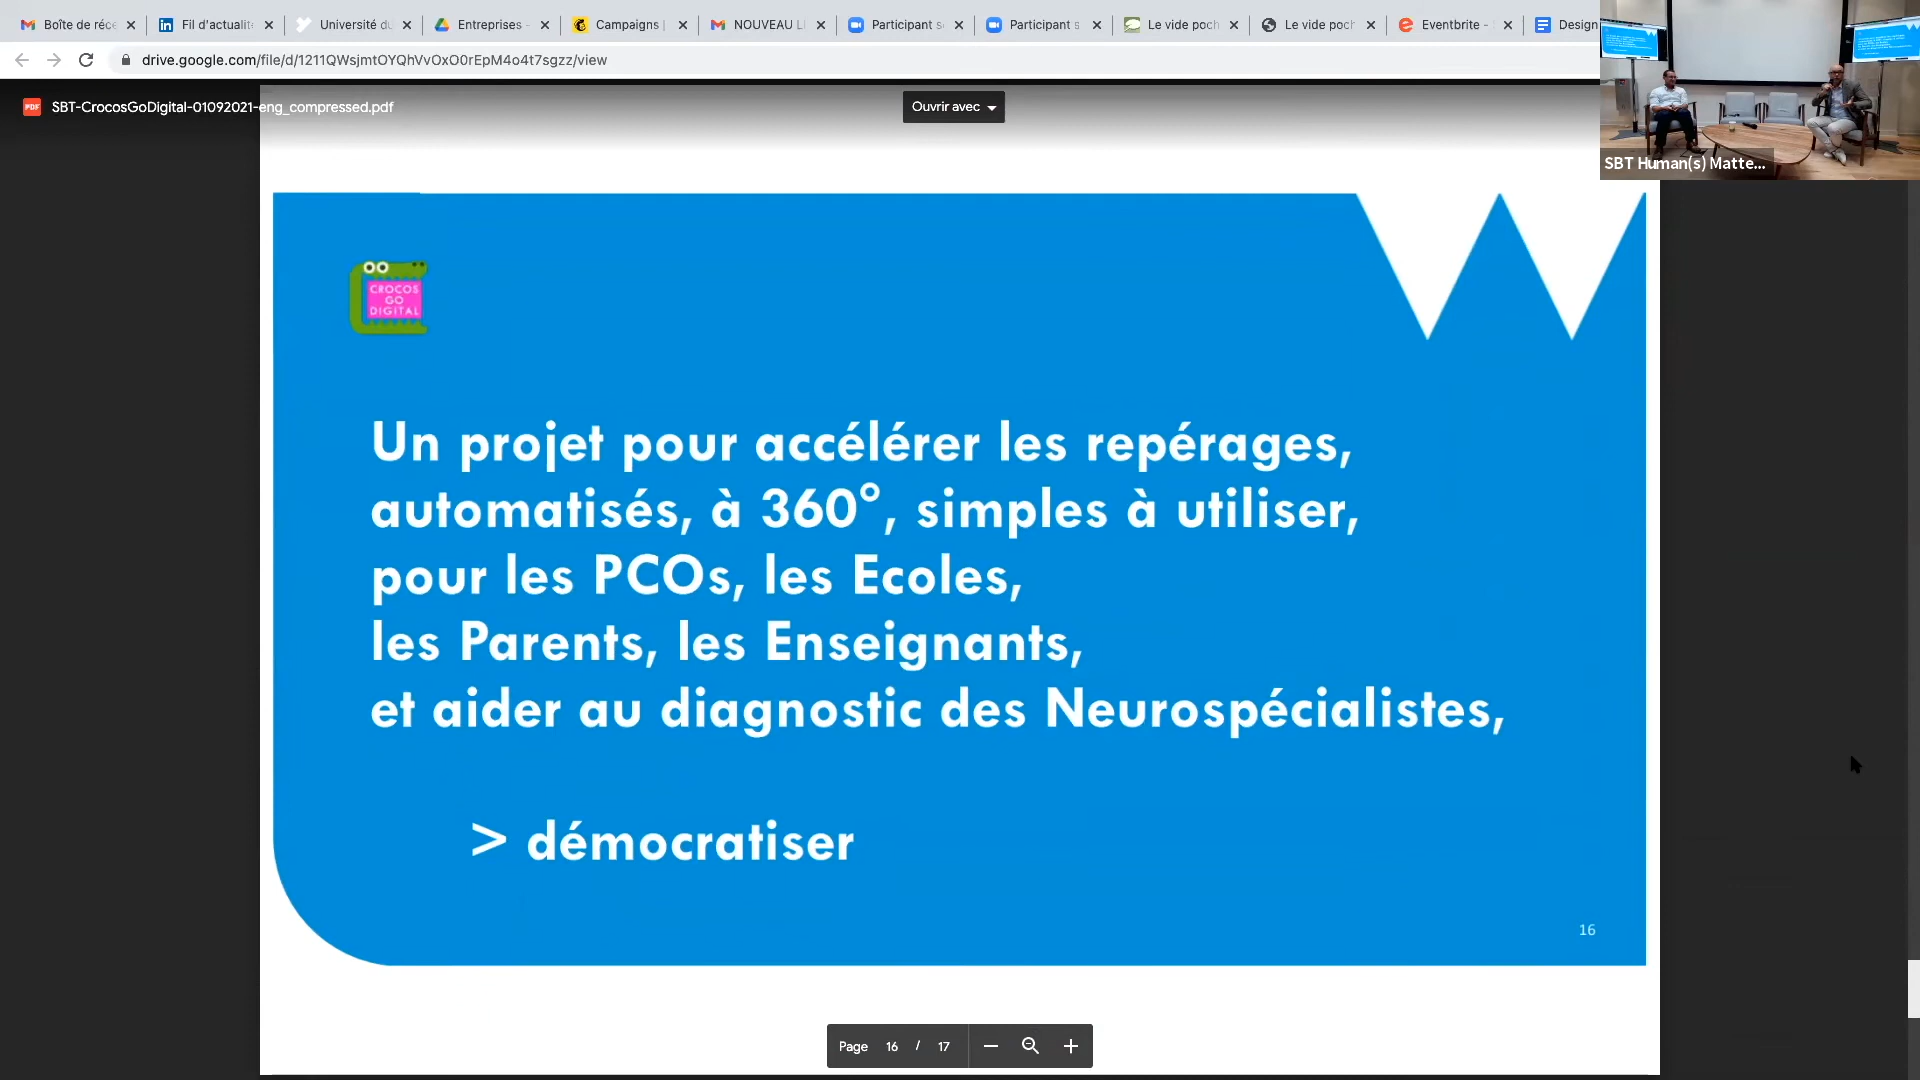 Boîte de réce
Fil d'actualité
Université du
Entreprises -
Campaigns |
NOUVEAU LI
Participant s
Participant s
Le vide poch
Le vide poch
Eventbrite -
Design
drive.google.com/file/d/1211QWsjmtOYQhVvOxO0rEpM4o4t7sgzz/view
PDF SBT-CrocosGoDigital-01092021-eng_compressed.pdf
Ouvrir avec
SBT Human(s) Matte...
CROCOS
GO
DIGITAL
Un projet pour accélérer les repérages,
automatisés, à 360°, simples à utiliser,
pour les PCOs, les Ecoles,
les Parents, les Enseignants,
et aider au diagnostic des Neurospécialistes,
> démocratiser
16
Page 16 / 17